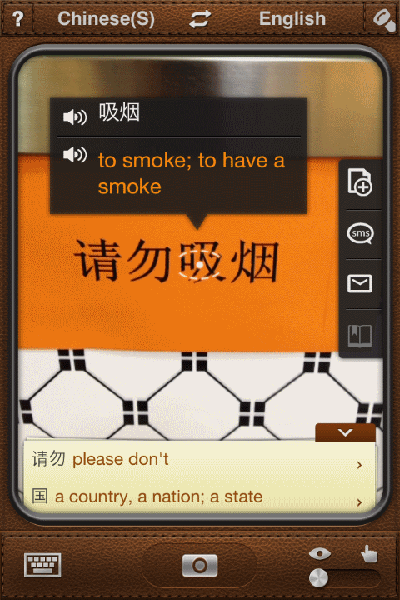 ? Chinese(S) English
吸烟
to smoke; to have a
smoke
sms
请勿吸烟
请勿 please don't
国 a country, a nation; a state